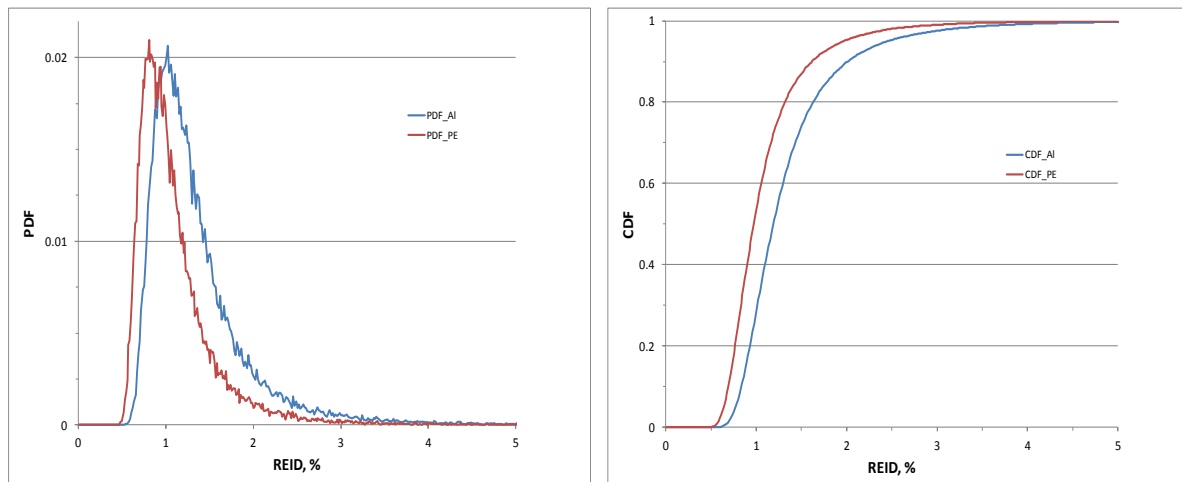 0.02
0.01
0
PDF
PDF_Al
PDF_PE
0 1 2 3 4 5
REID, %
1
0.8
0.6
0.4
0.2
0
CDF
CDF_Al
CDF_PE
0 1 2 3 4 5
REID, %